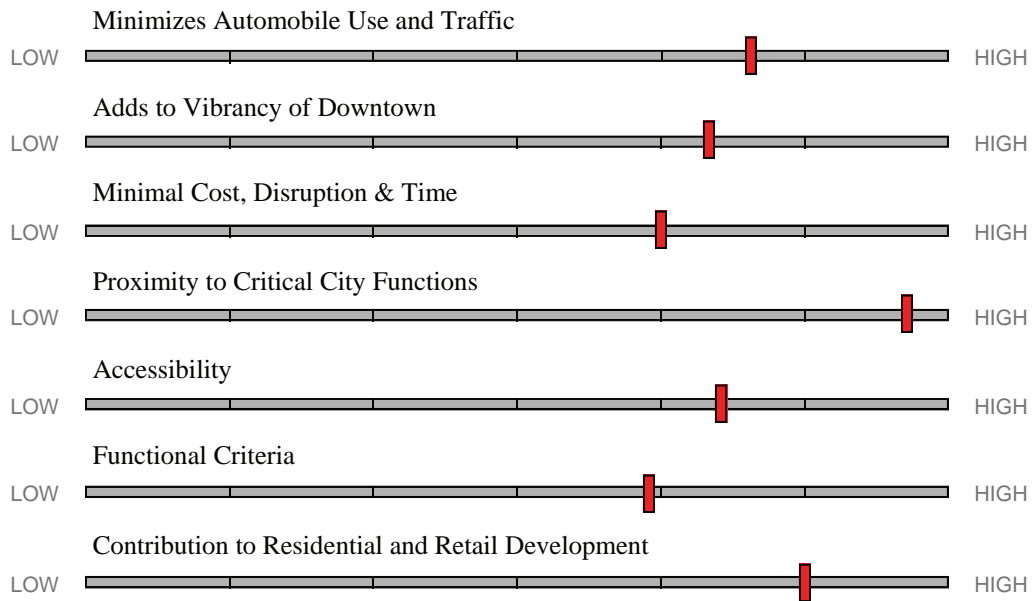 Minimizes Automobile Use and Traffic
LOW HIGH
Adds to Vibrancy of Downtown
LOW HIGH
Minimal Cost, Disruption & Time
LOW HIGH
Proximity to Critical City Functions
LOW HIGH
Accessibility
LOW HIGH
Functional Criteria
LOW HIGH
Contribution to Residential and Retail Development
LOW HIGH